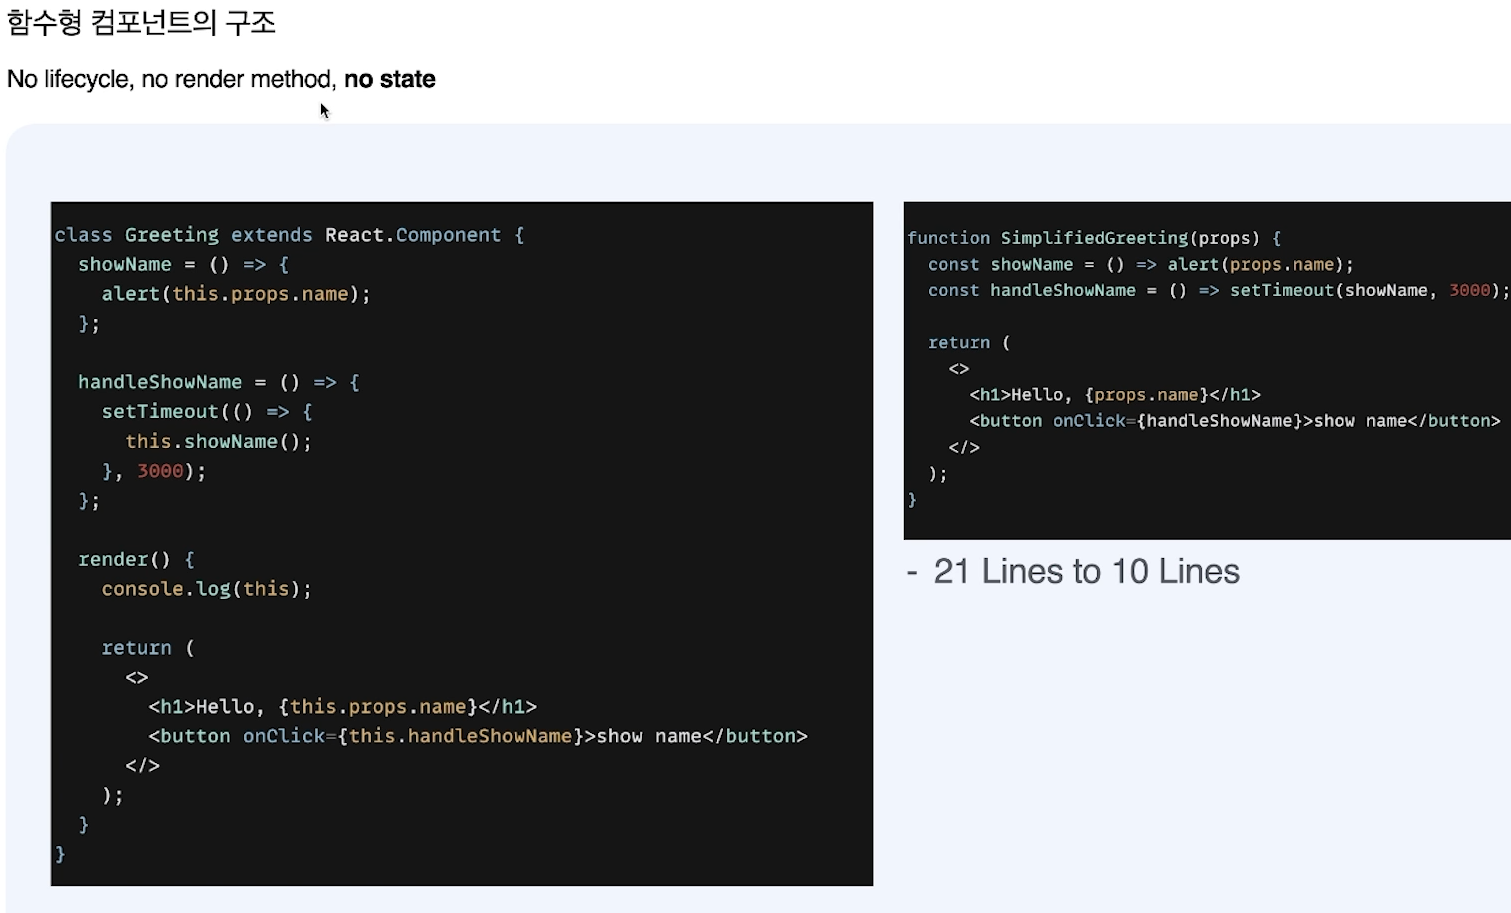 함수형 컴포넌트의 구조
No lifecycle, no render method, no state
class Greeting extends React.Component {
  showName = () => {
    alert(this.props.name);
  };

  handleShowName = () => {
    setTimeout(() => {
      this.showName();
    }, 3000);
  };

  render() {
    console.log(this);

    return (
      <>
        <h1>Hello, {this.props.name}</h1>
        <button onClick={this.handleShowName}>show name</button>
      </>
    );
  }
}
function SimplifiedGreeting(props) {
  const showName = () => alert(props.name);
  const handleShowName = () => setTimeout(showName, 3000);

  return (
    <>
      <h1>Hello, {props.name}</h1>
      <button onClick={handleShowName}>show name</button>
    </>
  );
}
- 21 Lines to 10 Lines